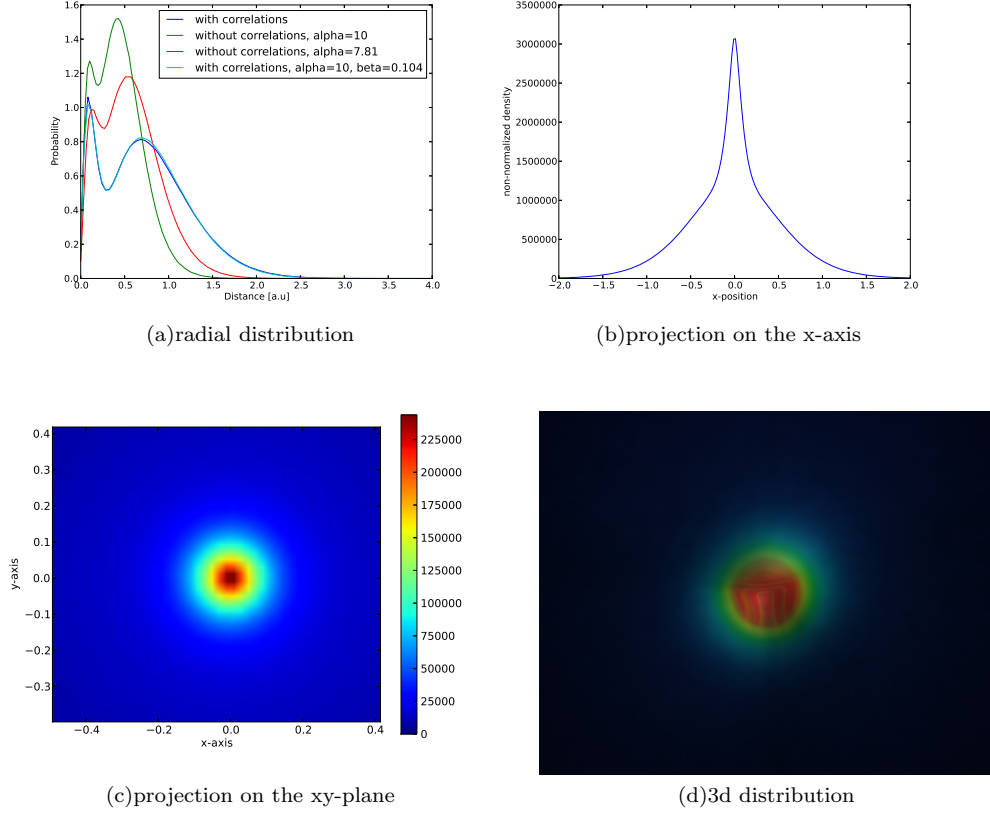 1.6
1.4
1.2
1.0
0.8
0.6
0.4
0.2
0.0
Probability
with correlations
without correlations, alpha=10
without correlations, alpha=7.81
with correlations, alpha=10, beta=0.104
0.0 0.5 1.0 1.5 2.0 2.5 3.0 3.5 4.0
Distance [a.u]
(a)radial distribution
3500000
3000000
2500000
2000000
1500000
1000000
500000
0
non-normalized density
−2.0 −1.5 −1.0 −0.5 0.0 0.5 1.0 1.5 2.0
x-position
(b)projection on the x-axis
0.4
0.3
0.2
0.1
0.0
−0.1
−0.2
−0.3
y-axis
−0.4 −0.2 0.0 0.2 0.4
x-axis
225000
200000
175000
150000
125000
100000
75000
50000
25000
0
(c)projection on the xy-plane
(d)3d distribution